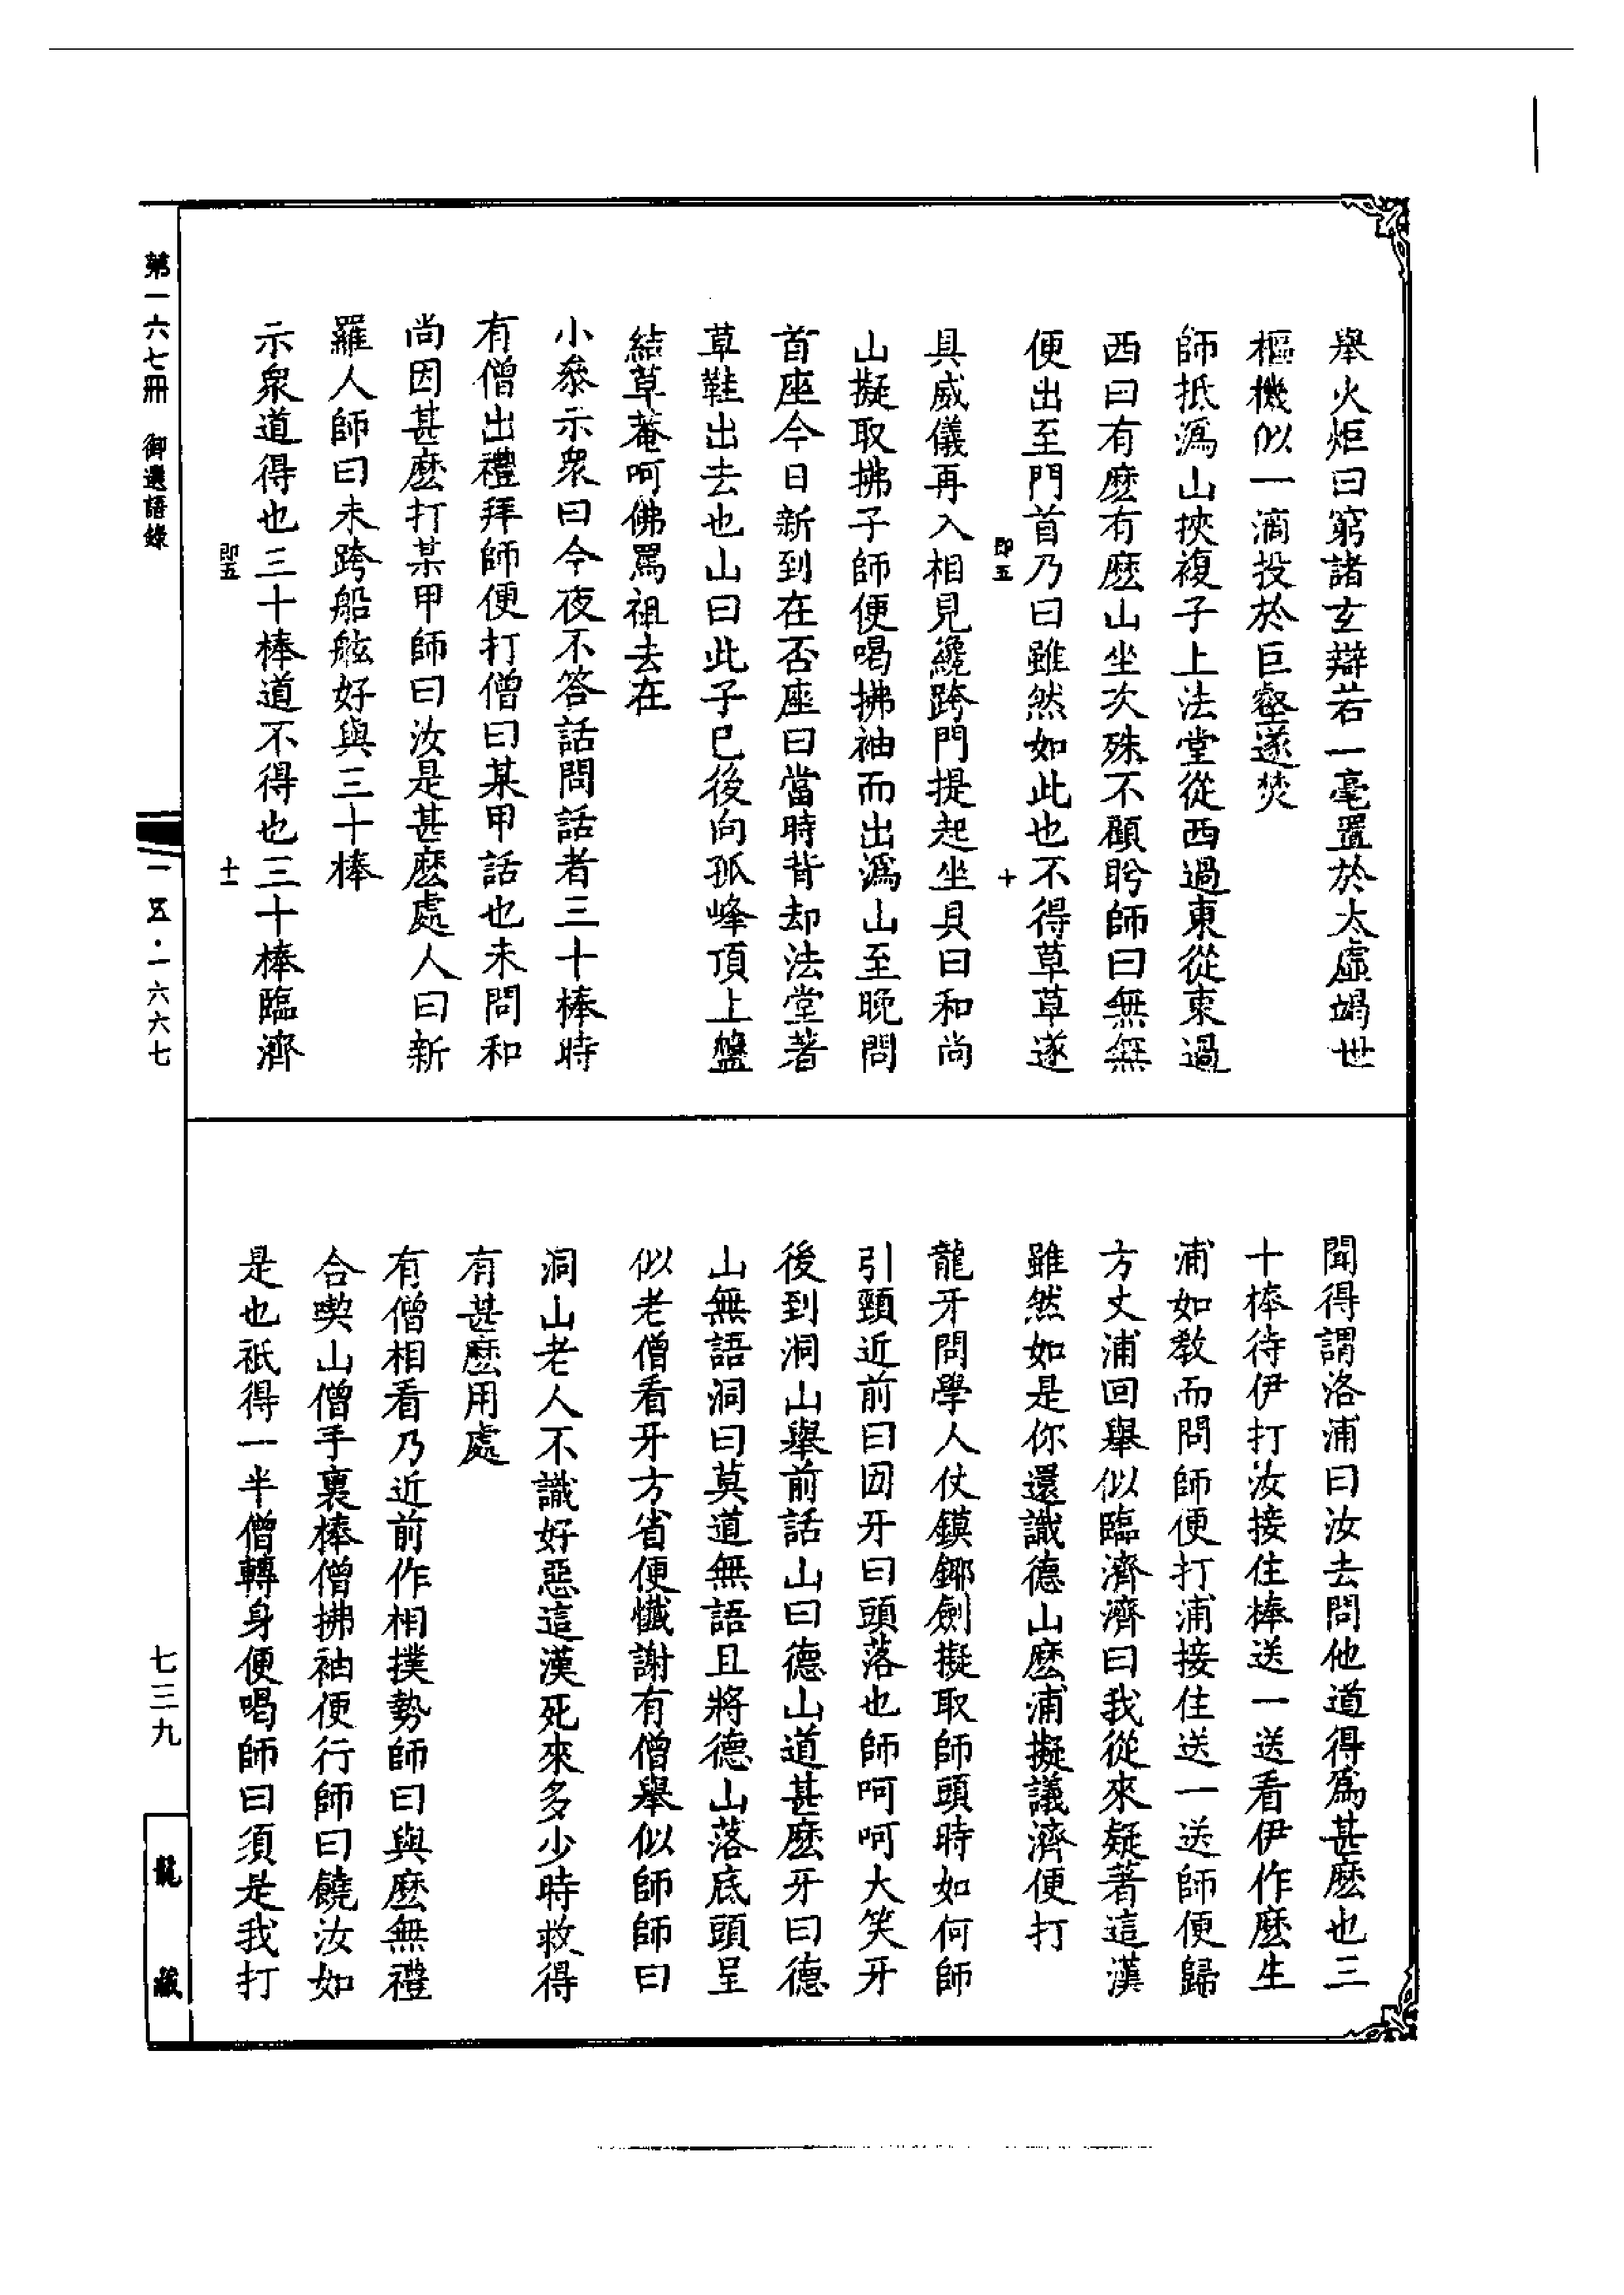 舉火炬曰窮諸玄辯若一毫置於太虛竭世
樞機似一滴投於巨壑遂焚
師抵溈山挾複子上法堂從西過東從東過
西曰有麽有麽山坐次殊不顧盻師曰無無
便出至門首乃曰雖然如此也不得草草遂
即五
十
具威儀再入相見纔跨門提起坐具曰和尚
山擬取拂子師便喝拂袖而出溈山至晚問
首座今日新到在否座曰當時背却法堂著
草鞋出去也山曰此子已後向孤峰頂上盤
結草菴呵佛罵祖去在
小參示衆曰今夜不答話問話者三十棒時
有僧出禮拜師便打僧曰某甲話也未問和
尚因甚麽打某甲師曰汝是甚麽處人曰新
羅人師曰未跨船舷好與三十棒
示衆道得也三十棒道不得也三十棒臨濟
即五
十一
聞得謂洛浦曰汝去問他道得爲甚麽也三
十棒待伊打汝接住棒送一送看伊作麽生
浦如教而問師便打浦接住送一送師便歸
方丈浦回舉似臨濟濟曰我從來疑著這漢
雖然如是你還識德山麽浦擬議濟便打
龍牙問學人仗鏌鎁劍擬取師頭時如何師
引頸近前曰㘞牙曰頭落也師呵呵大笑牙
後到洞山舉前話山曰德山道甚麽牙曰德
山無語洞曰莫道無語且將德山落底頭呈
似老僧看牙方省便懺謝有僧舉似師師曰
洞山老人不識好惡這漢死來多少時救得
有甚麽用處
有僧相看乃近前作相撲勢師曰與麽無禮
合喫山僧手裏棒僧拂袖便行師曰饒汝如
是也祇得一半僧轉身便喝師曰須是我打
第一六七冊 御選語錄
一五·一六六七
七三九
龍藏